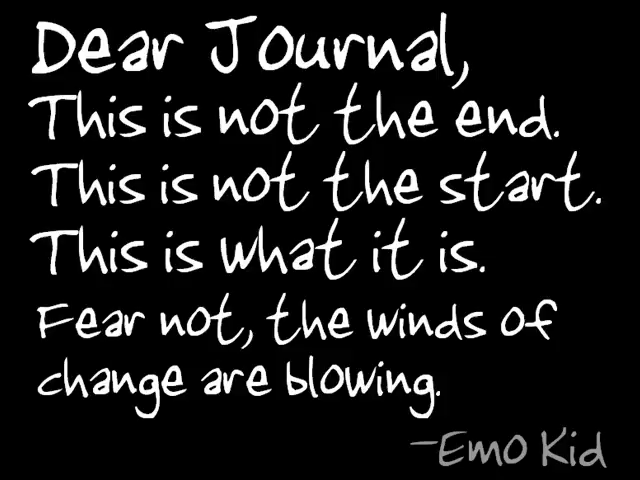 Dear Journal,
This is not the end.
This is not the start.
This is what it is.
Fear not, the winds of
change are blowing.
-Emo Kid